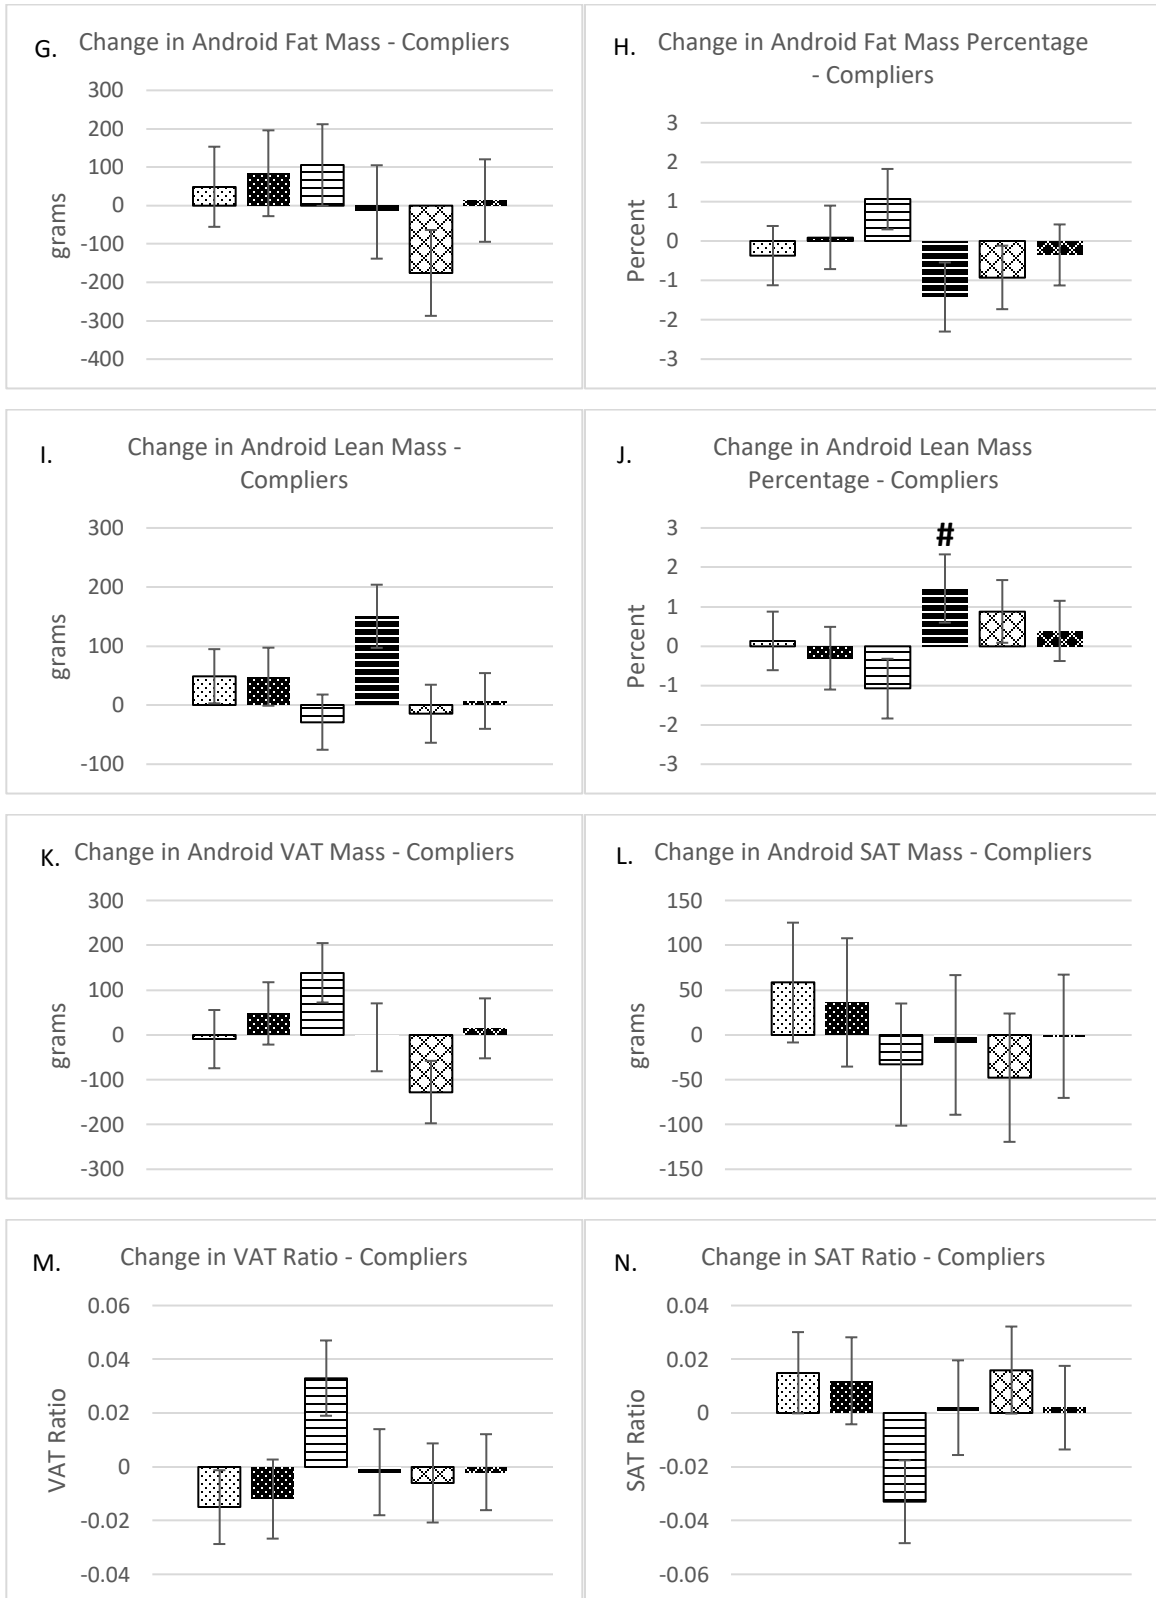 G. Change in Android Fat Mass - Compliers
300
200
100
0
-100
-200
-300
-400
grams
H. Change in Android Fat Mass Percentage
- Compliers
3
2
1
0
-1
-2
-3
Percent
I. Change in Android Lean Mass -
Compliers
300
200
100
0
-100
grams
J. Change in Android Lean Mass
Percentage - Compliers
3
2
1
0
-1
-2
-3
Percent
#
K. Change in Android VAT Mass - Compliers
300
200
100
0
-100
-200
-300
grams
L. Change in Android SAT Mass - Compliers
150
100
50
0
-50
-100
-150
grams
M. Change in VAT Ratio - Compliers
0.06
0.04
0.02
0
-0.02
-0.04
VAT Ratio
N. Change in SAT Ratio - Compliers
0.04
0.02
0
-0.02
-0.04
-0.06
SAT Ratio